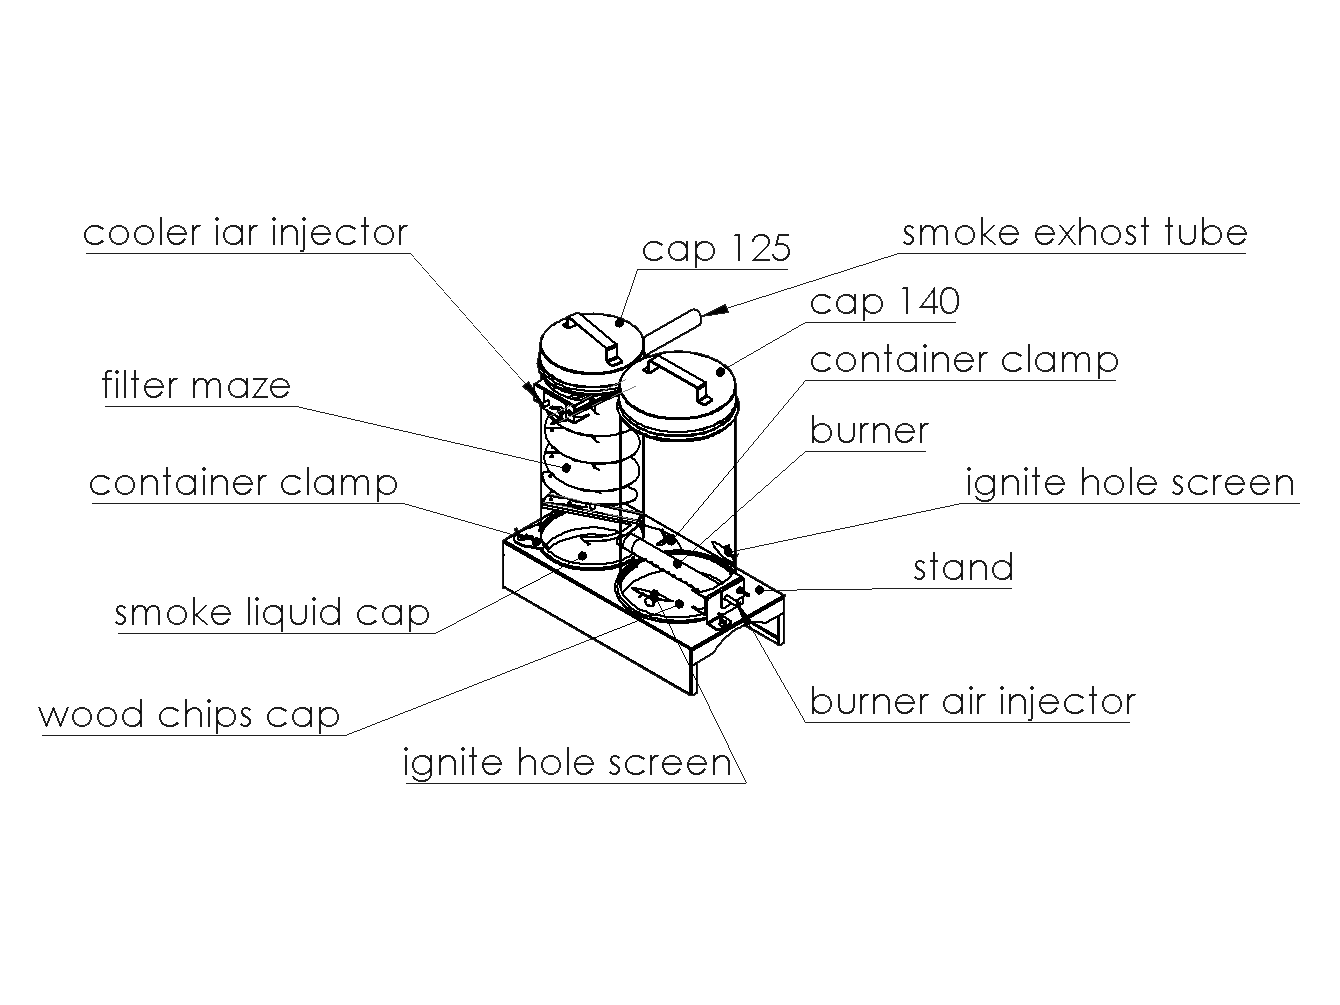 cooler iar injector
cap 125
smoke exhost tube
cap 140
container clamp
filter maze
burner
container clamp
ignite hole screen
stand
smoke liquid cap
burner air injector
wood chips cap
ignite hole screen